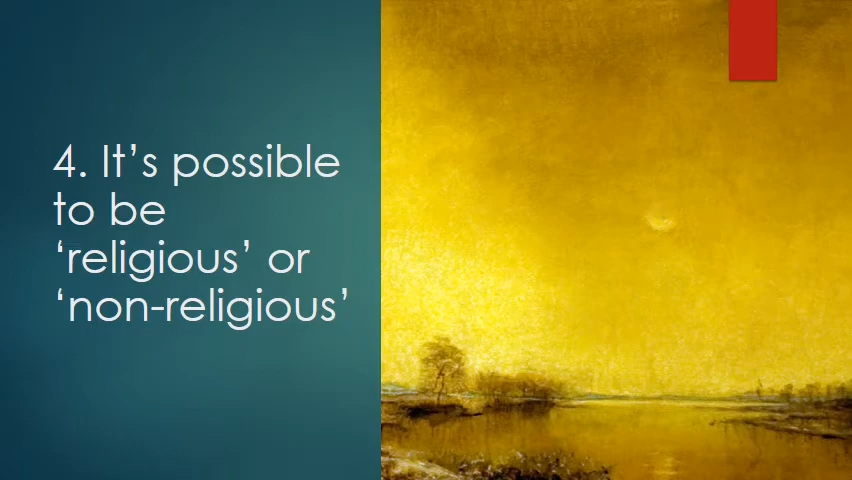 4. It’s possible
to be
‘religious’ or
‘non-religious’